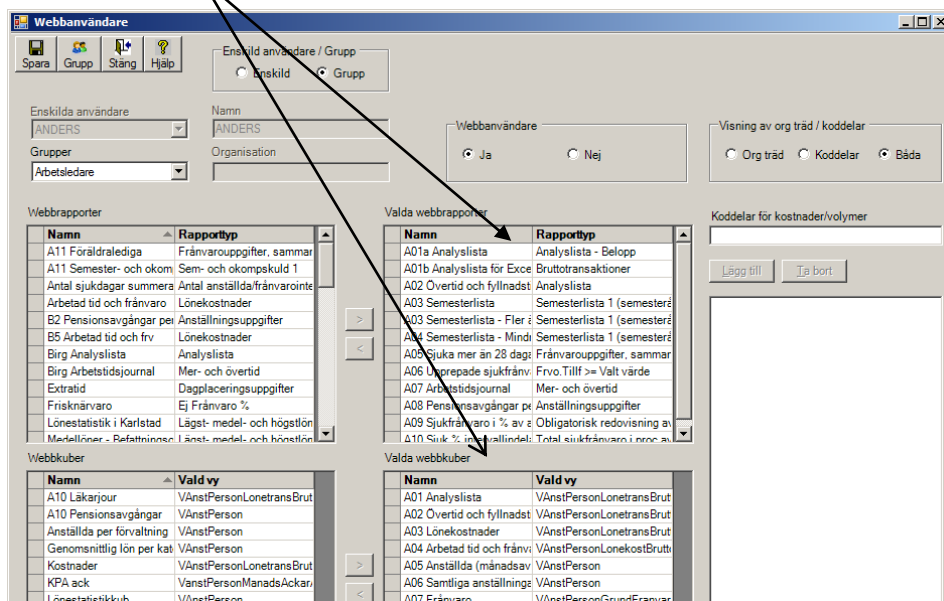 Webbanvändare
Spara Grupp Stäng Hjälp
Enskild användare / Grupp
Enskild Grupp
Enskilda användare Namn
ANDERS ANDERS
Webbanvändare
Ja Nej
Visning av org träd / koddelar
Org träd Koddelar Båda
Grupper Organisation
Arbetsledare
Webbrapporter
Namn Rapporttyp
A11 Föräldralediga Frånvarouppgifter, sammar
A11 Semester- och okom Sem- och okompskuld 1
Antal sjukdagar summera Antal anställda/frånvarointe
Arbetad tid och frånvaro Lönekostnader
B2 Pensionsavgångar per Anställningsuppgifter
B5 Arbetad tid och frv Lönekostnader
Birg Analyslista Analyslista
Birg Arbetstidsjournal Mer- och övertid
Extratid Dagplaceringsuppgifter
Frisknärvaro Ej Frånvaro %
Lönestatistik i Karlstad Lägst- medel- och högstlön
Medellöner - Befattningsc Lägst- medel- och högstlön
>
<
Valda webbrapporter
Namn Rapporttyp
A01a Analyslista Analyslista - Belopp
A01b Analyslista för Exce Bruttotransaktioner
A02 Övertid och fyllnadst Analyslista
A03 Semesterlista Semesterlista 1 (semesterå
A03 Semesterlista - Fler ä Semesterlista 1 (semesterå
A04 Semesterlista - Mindr Semesterlista 1 (semesterå
A05 Sjuka mer än 28 daga Frånvarouppgifter, sammar
A06 Upprepade sjukfrånv Frvo.Tillf >= Valt värde
A07 Arbetstidsjournal Mer- och övertid
A08 Pensionsavgångar pe Anställningsuppgifter
A09 Sjukfrånvaro i % av a Obligatorisk redovisning av
A10 Sjuk % intervallindela Total sjukfrånvaro i proc av
Koddelar för kostnader/volymer
Lägg till Ta bort
Webbkuber
Namn Vald vy
A10 Läkarjour VAnstPersonLonetransBrut
A10 Pensionsavgångar VAnstPerson
Anställda per förvaltning VAnstPerson
Genomsnittlig lön per kat VAnstPerson
Kostnader VAnstPersonLonetransBrut
KPA ack VanstPersonManadsAckar
Lönestatistikkub VAnstPerson
>
<
Valda webbkuber
Namn Vald vy
A01 Analyslista VAnstPersonLonetransBrut
A02 Övertid och fyllnadst VAnstPersonLonetransBrut
A03 Lönekostnader VAnstPersonLonetransBrut
A04 Arbetad tid och frånva VAnstPersonLonekostBrutto
A05 Anställda (månadsav VAnstPerson
A06 Samtliga anställninga VAnstPerson
A07 Frånvaro VAnstPersonGrundFranvar